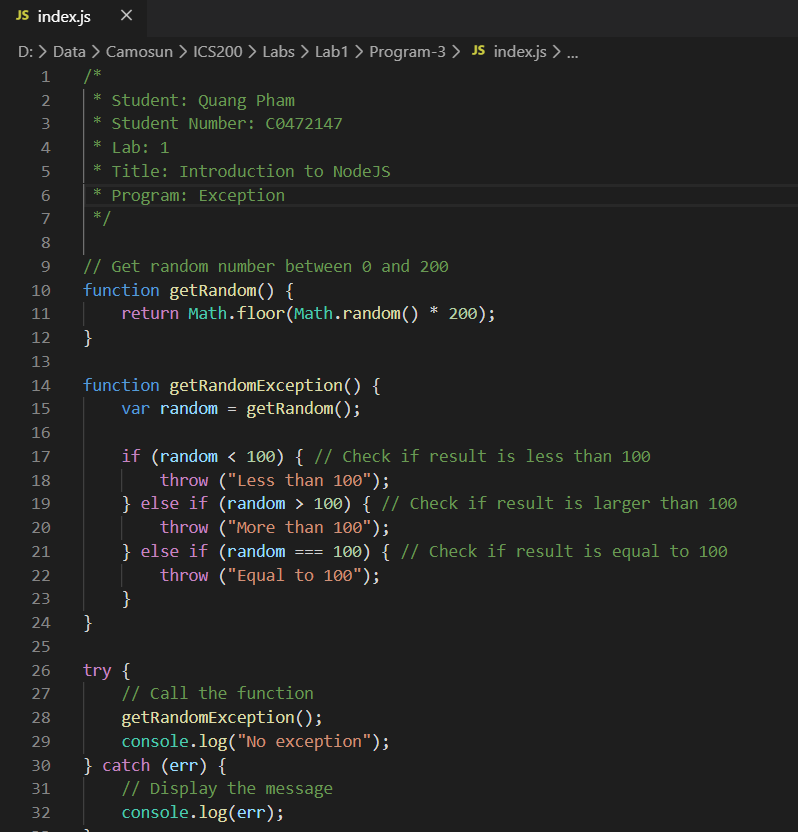 JS index.js ×
D: > Data > Camosun > ICS200 > Labs > Lab1 > Program-3 > JS index.js > ...
1 /*
2  * Student: Quang Pham
3  * Student Number: C0472147
4  * Lab: 1
5  * Title: Introduction to NodeJS
6  * Program: Exception
7  */
8
9 // Get random number between 0 and 200
10 function getRandom() {
11     return Math.floor(Math.random() * 200);
12 }
13
14 function getRandomException() {
15     var random = getRandom();
16
17     if (random < 100) { // Check if result is less than 100
18         throw ("Less than 100");
19     } else if (random > 100) { // Check if result is larger than 100
20         throw ("More than 100");
21     } else if (random === 100) { // Check if result is equal to 100
22         throw ("Equal to 100");
23     }
24 }
25
26 try {
27     // Call the function
28     getRandomException();
29     console.log("No exception");
30 } catch (err) {
31     // Display the message
32     console.log(err);